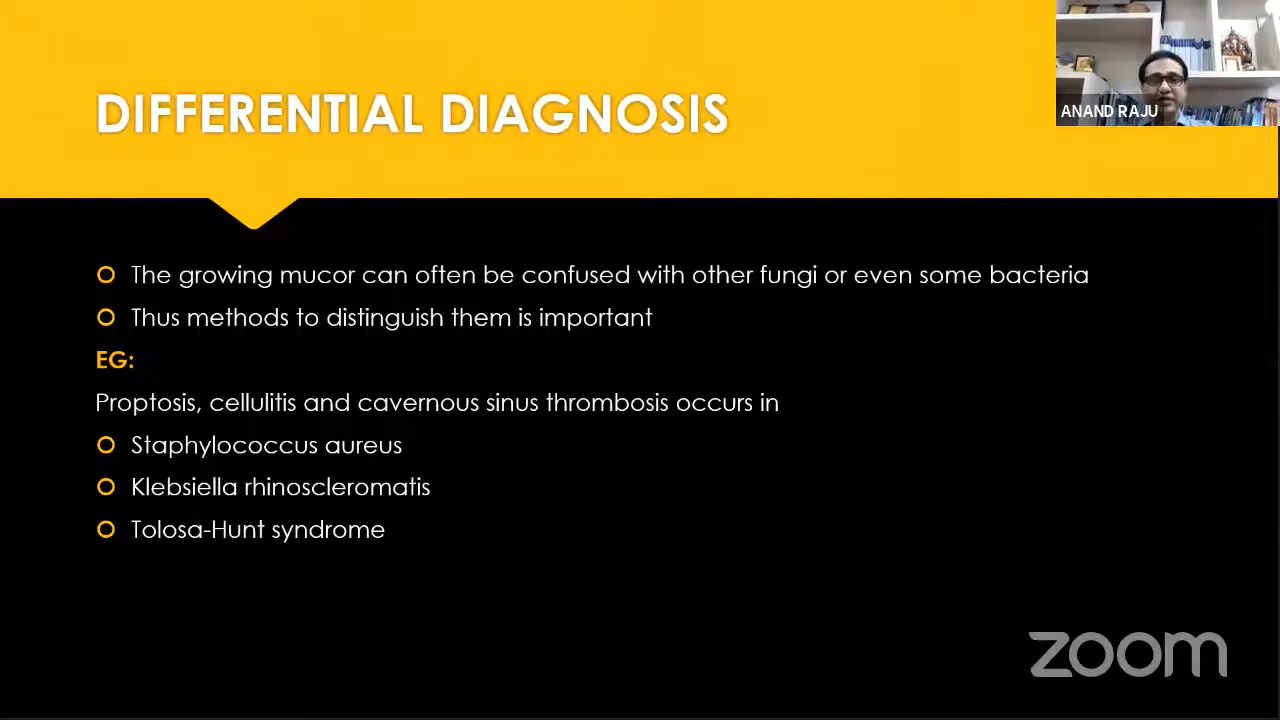 DIFFERENTIAL DIAGNOSIS
ANAND RAJU
The growing mucor can often be confused with other fungi or even some bacteria
Thus methods to distinguish them is important
EG:
Proptosis, cellulitis and cavernous sinus thrombosis occurs in
Staphylococcus aureus
Klebsiella rhinoscleromatis
Tolosa-Hunt syndrome
zoom